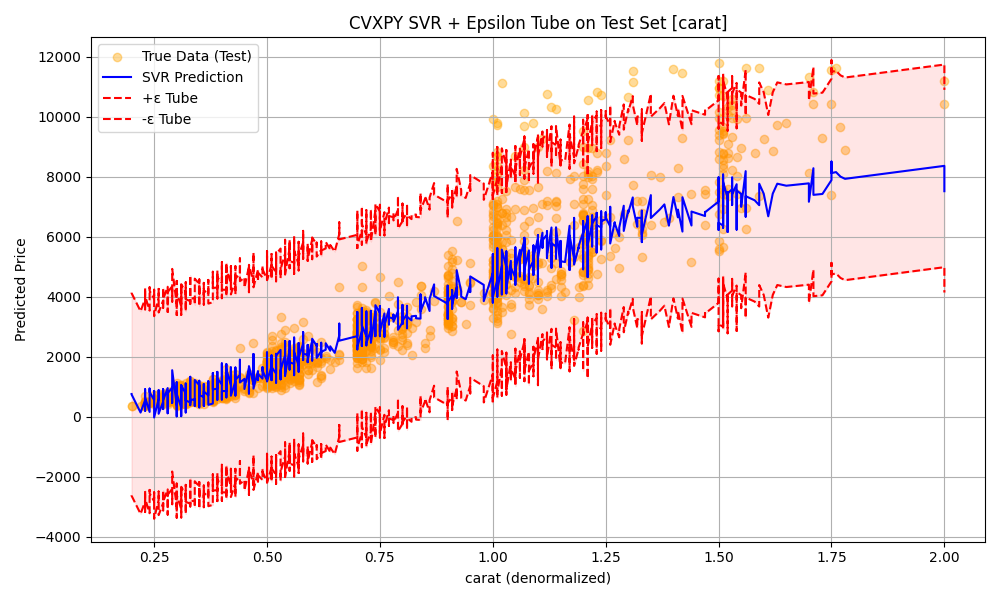 CVXPY SVR + Epsilon Tube on Test Set [carat]
True Data (Test)
SVR Prediction
+ε Tube
-ε Tube
Predicted Price
12000
10000
8000
6000
4000
2000
0
−2000
−4000
0.25 0.50 0.75 1.00 1.25 1.50 1.75 2.00
carat (denormalized)